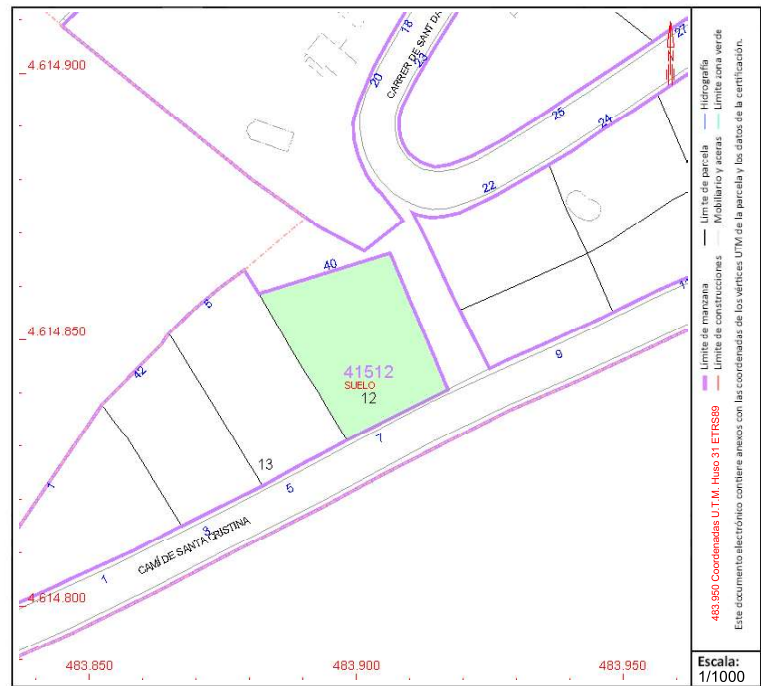 4.614.900
18
20
CARRER DE SANT DA
23
25
27
N
24
22
40
5
4.614.850
42
41512
SUELO
12
9
7
13
5
1
3
CAMÍ DE SANTA CRISTINA
1
4.614.800
483.850
483.900
483.950
Límite de manzana
Límite de parcela
Hidrografía
Límite de construcciones
Mobiliario y aceras
Límite zona verde
483.950 Coordenadas U.T.M. Huso 31 ETRS89
Este documento electrónico contiene anexos con las coordenadas de los vértices UTM de la parcela y los datos de la certificación.
Escala:
1/1000